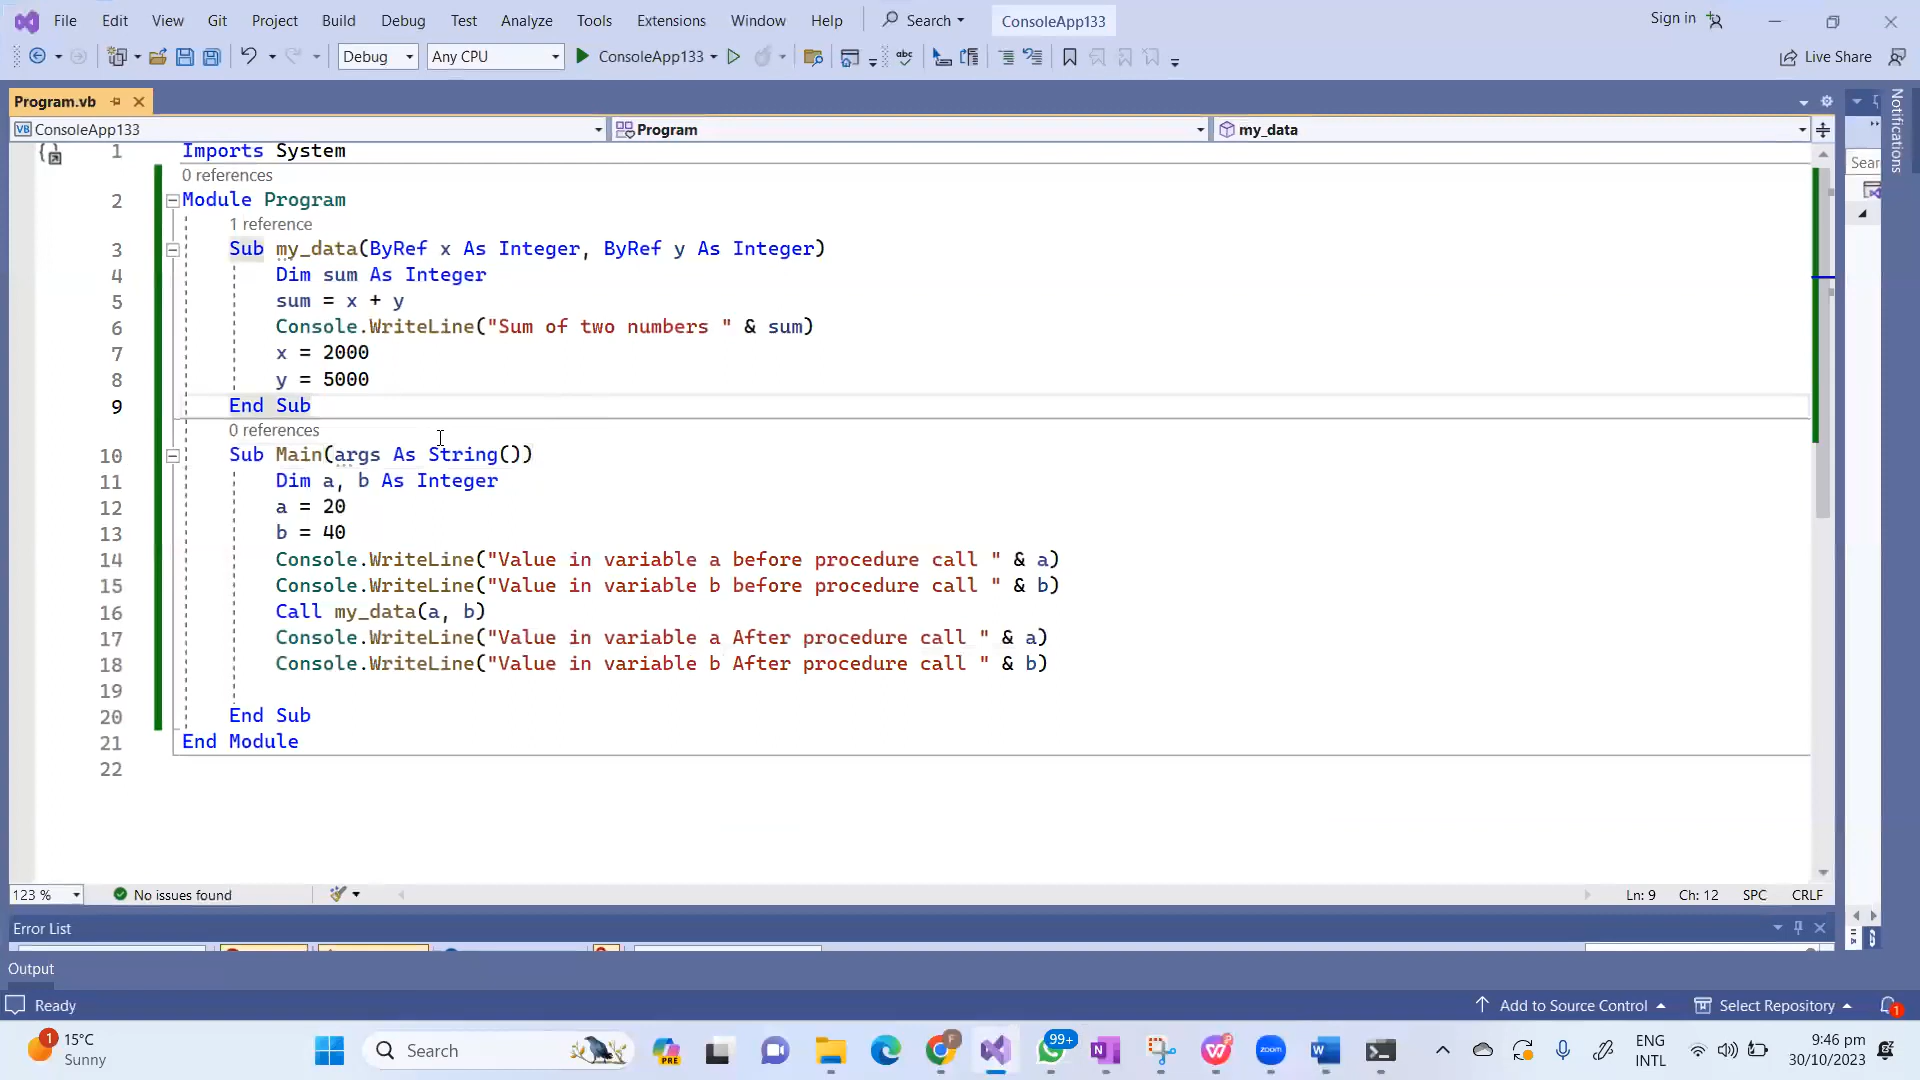 File Edit View Git Project Build Debug Test Analyze Tools Extensions Window Help Search ConsoleApp133 Sign in
Debug Any CPU ConsoleApp133 Live Share
Program.vb
ConsoleApp133 Program my_data
Notifications
Sear
1 Imports System
0 references
2 Module Program
1 reference
3 Sub my_data(ByRef x As Integer, ByRef y As Integer)
4 Dim sum As Integer
5 sum = x + y
6 Console.WriteLine("Sum of two numbers " & sum)
7 x = 2000
8 y = 5000
9 End Sub
0 references
10 Sub Main(args As String())
11 Dim a, b As Integer
12 a = 20
13 b = 40
14 Console.WriteLine("Value in variable a before procedure call " & a)
15 Console.WriteLine("Value in variable b before procedure call " & b)
16 Call my_data(a, b)
17 Console.WriteLine("Value in variable a After procedure call " & a)
18 Console.WriteLine("Value in variable b After procedure call " & b)
19
20 End Sub
21 End Module
22
123 % No issues found Ln: 9 Ch: 12 SPC CRLF
Error List
Output
Ready Add to Source Control Select Repository 1
1 15°C Search PRE 99+ zoom ENG 9:46 pm
Sunny INTL 30/10/2023